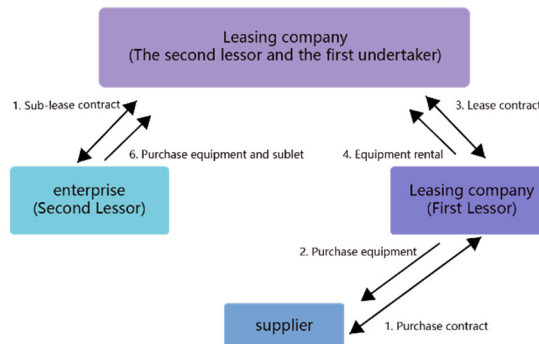 Leasing company
(The second lessor and the first undertaker)
1. Sub-lease contract
3. Lease contract
6. Purchase equipment and sublet
4. Equipment rental
enterprise
(Second Lessor)
Leasing company
(First Lessor)
2. Purchase equipment
supplier
1. Purchase contract